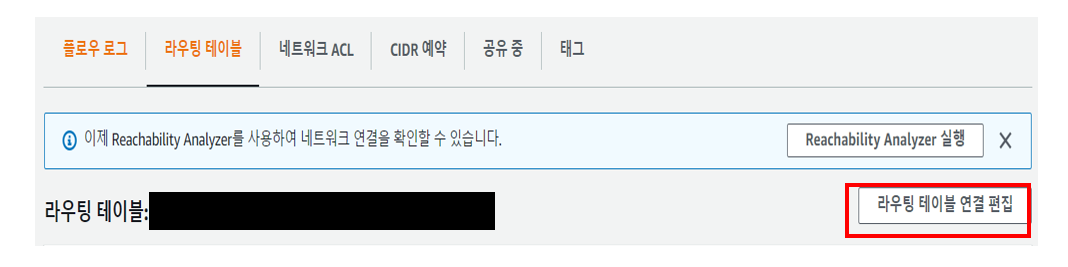 플로우 로그 라우팅 테이블 네트워크 ACL CIDR 예약 공유 중 태그
이제 Reachability Analyzer를 사용하여 네트워크 연결을 확인할 수 있습니다. Reachability Analyzer 실행
라우팅 테이블: 라우팅 테이블 연결 편집